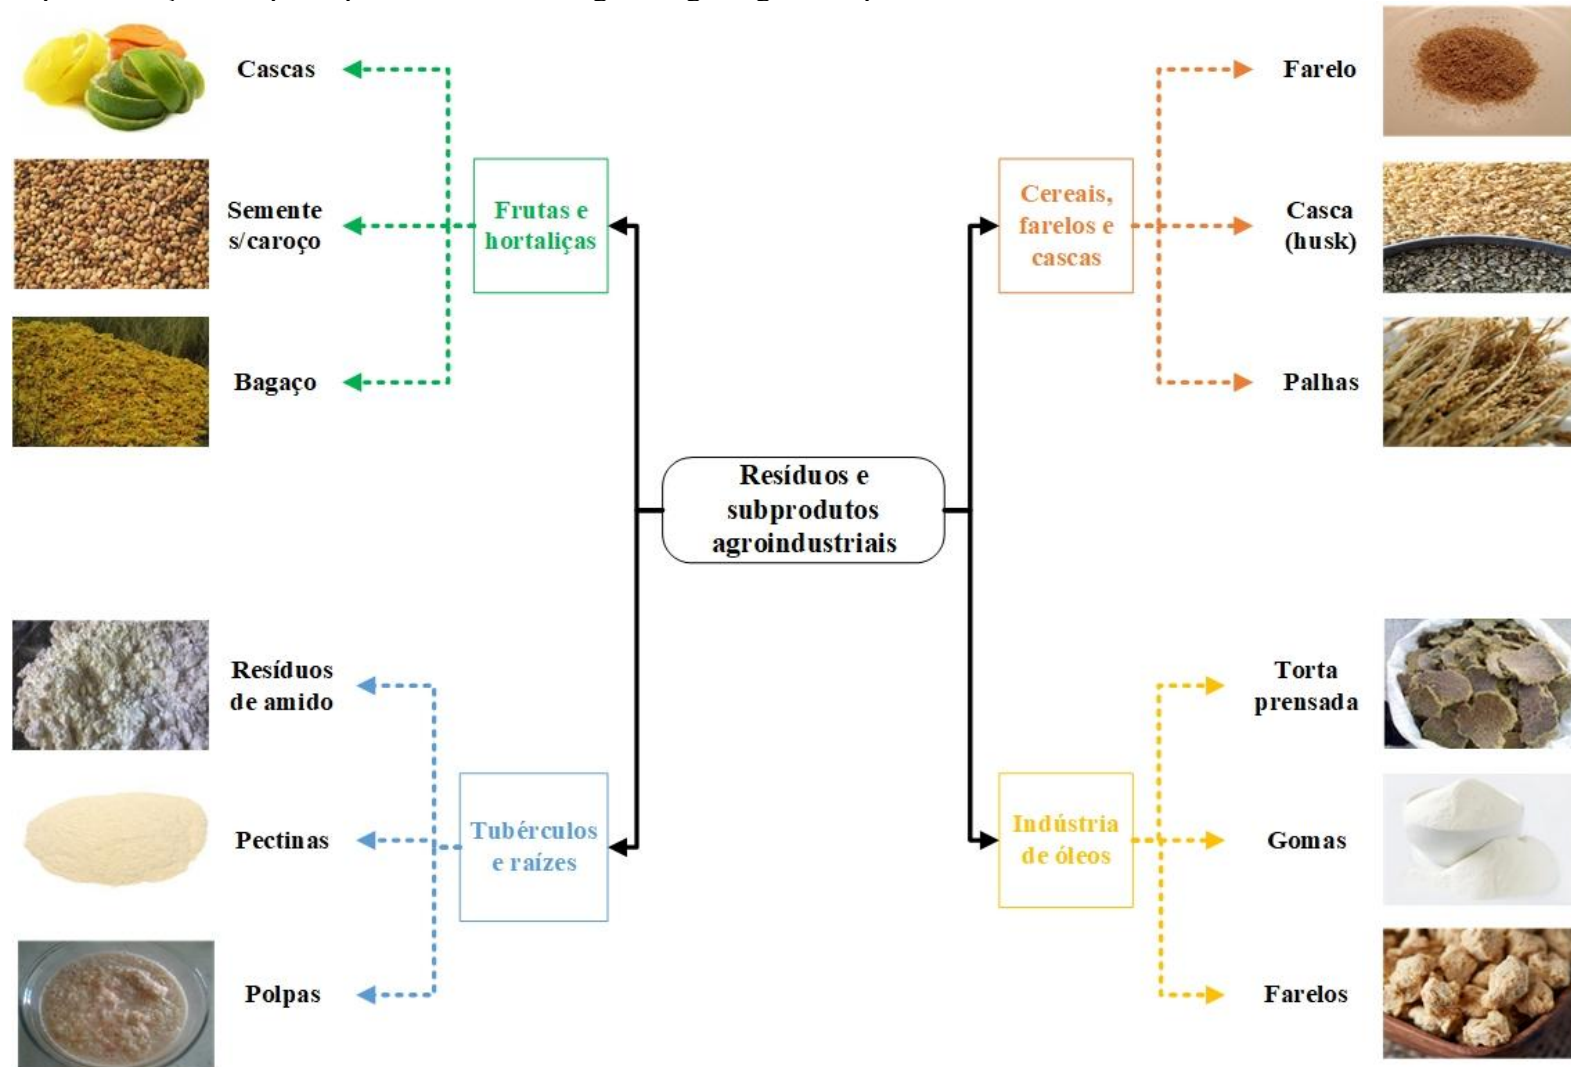 Cascas
Semente
s/caroço
Bagaço
Frutas e
hortaliças
Cereais,
farelos e
cascas
Farelo
Casca
(husk)
Palhas
Resíduos e
subprodutos
agroindustriais
Resíduos
de amido
Pectinas
Polpas
Tubérculos
e raízes
Indústria
de óleos
Torta
prensada
Gomas
Farelos